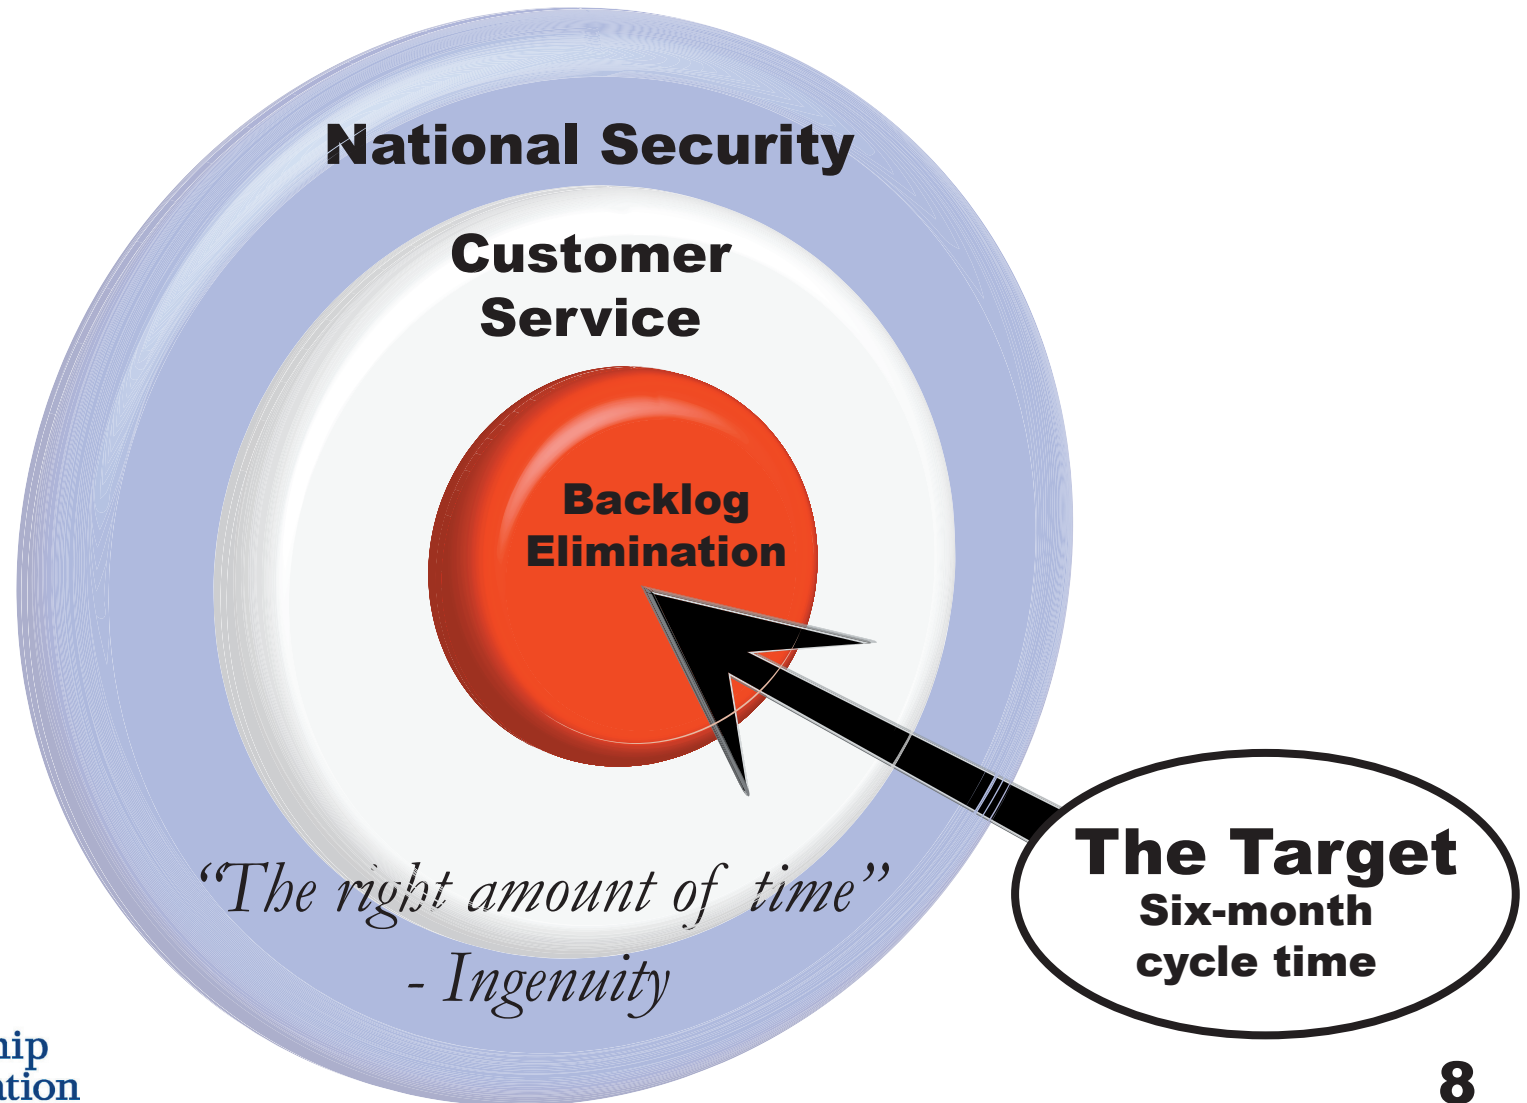 National Security
Customer
Service
Backlog
Elimination
“The right amount of time”
- Ingenuity
The Target
Six-month
cycle time
8